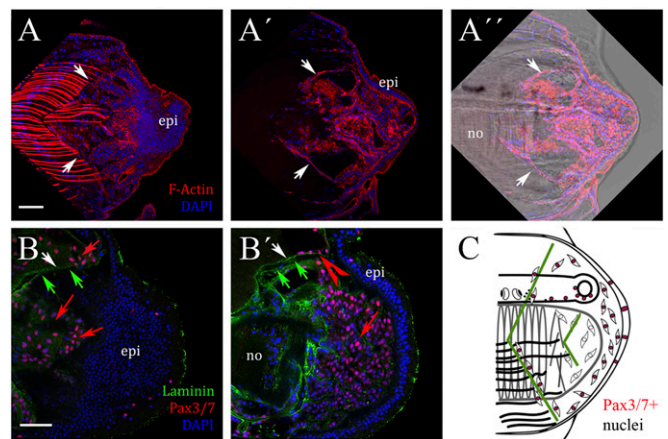 A
epi
F-Actin
DAPI
A´
epi
A´´
no
B
epi
Laminin
Pax3/7
DAPI
B´
epi
no
C
Pax3/7+
nuclei